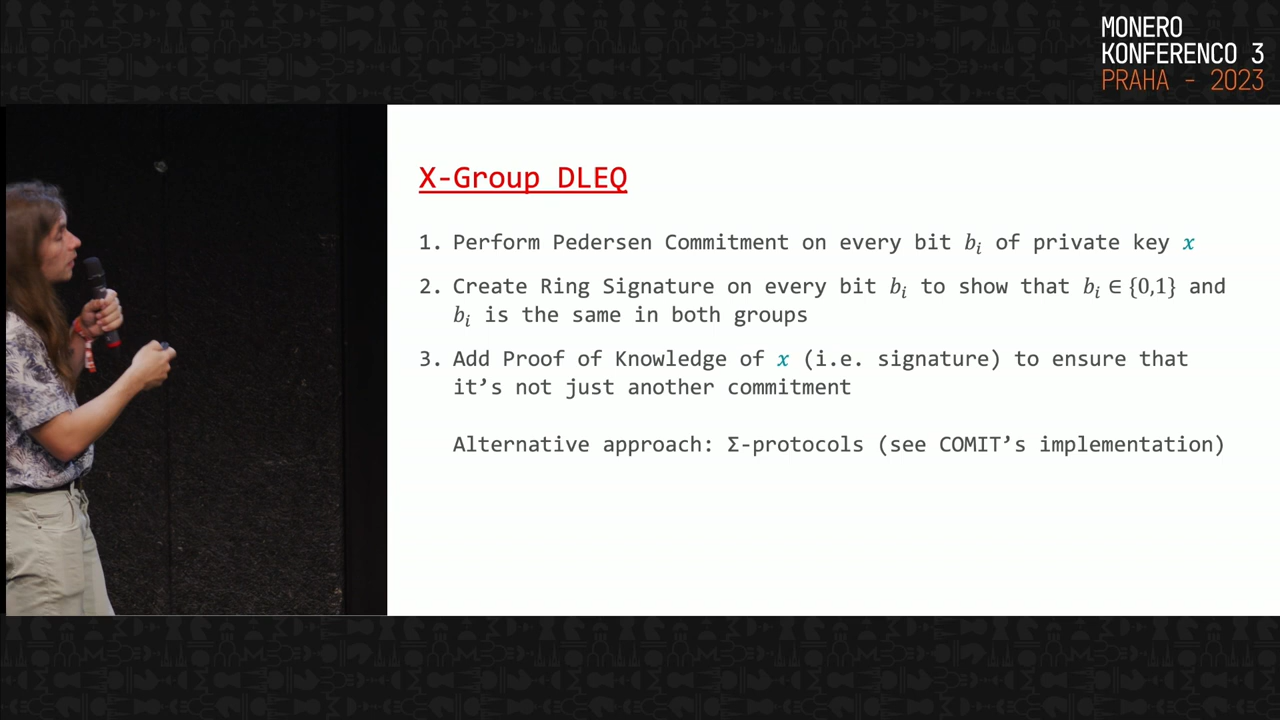 MONERO
KONFERENCO 3
PRAHA - 2023
X-Group DLEQ
1. Perform Pedersen Commitment on every bit bᵢ of private key x
2. Create Ring Signature on every bit bᵢ to show that bᵢ ∈ {0,1} and
bᵢ is the same in both groups
3. Add Proof of Knowledge of x (i.e. signature) to ensure that
it’s not just another commitment
Alternative approach: Σ-protocols (see COMIT’s implementation)